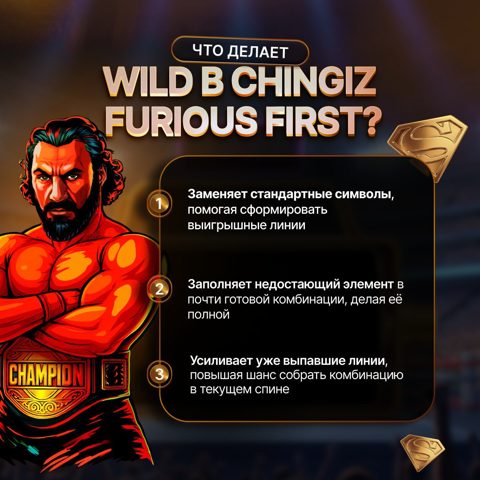 ЧТО ДЕЛАЕТ
WILD В CHINGIZ
FURIOUS FIRST?
1
Заменяет стандартные символы,
помогая сформировать
выигрышные линии
2
Заполняет недостающий элемент в
почти готовой комбинации, делая её
полной
3
Усиливает уже выпавшие линии,
повышая шанс собрать комбинацию
в текущем спине
CHAMPION